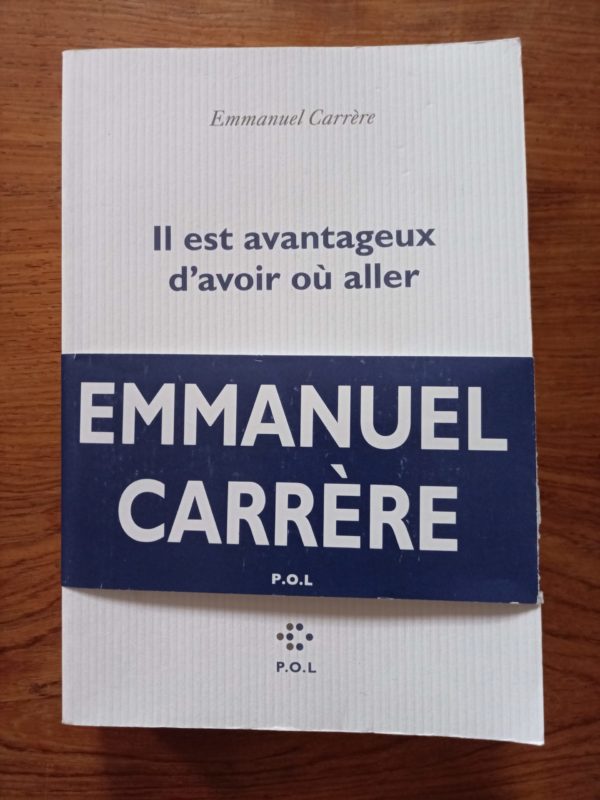 Emmanuel Carrère
Il est avantageux
d'avoir où aller
EMMANUEL
CARRÈRE
P.O.L
P.O.L